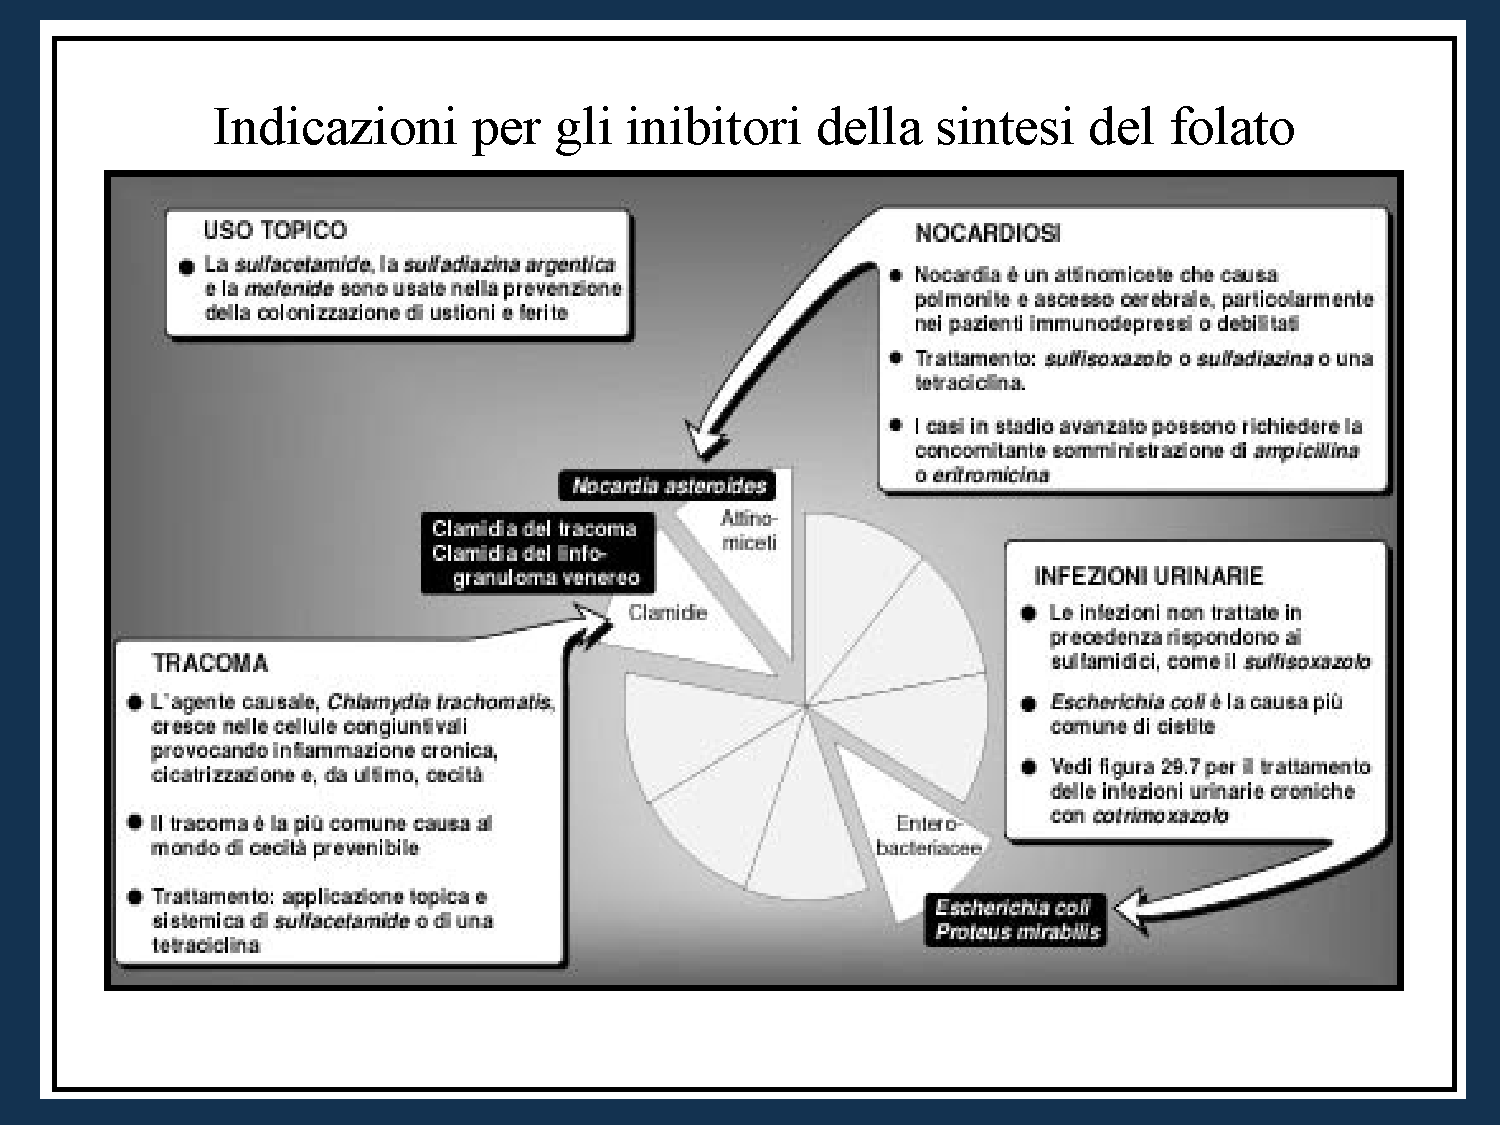 Indicazioni per gli inibitori della sintesi del folato
USO TOPICO
● La sulfacetamide, la sulfadiazina argentica
e la mefenide sono usate nella prevenzione
della colonizzazione di ustioni e ferite
NOCARDIOSI
● Nocardia è un attinomicete che causa
polmonite e ascesso cerebrale, particolarmente
nei pazienti immunodepressi o debilitati
● Trattamento: sulfisoxazolo o sulfadiazina o una
tetraciclina.
● I casi in stadio avanzato possono richiedere la
concomitante somministrazione di ampicillina
o eritromicina
Nocardia asteroides
Attino-
miceti
Clamidia del tracoma
Clamidia del linfo-
granuloma venereo
Clamidie
TRACOMA
● L'agente causale, Chlamydia trachomatis,
cresce nelle cellule congiuntivali
provocando infiammazione cronica,
cicatrizzazione e, da ultimo, cecità
● Il tracoma è la più comune causa al
mondo di cecità prevenibile
● Trattamento: applicazione topica e
sistemica di sulfacetamide o di una
tetraciclina
INFEZIONI URINARIE
● Le infezioni non trattate in
precedenza rispondono ai
sulfamidici, come il sulfisoxazolo
● Escherichia coli è la causa più
comune di cistite
● Vedi figura 29.7 per il trattamento
delle infezioni urinarie croniche
con cotrimoxazolo
Entero-
bacteriacee
Escherichia coli
Proteus mirabilis